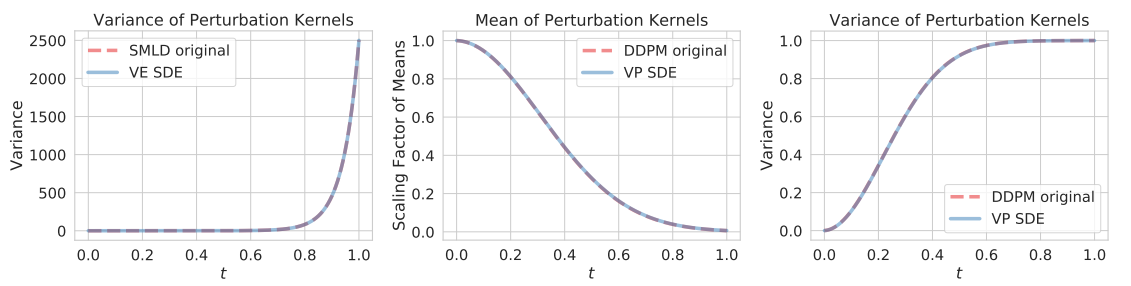 Variance of Perturbation Kernels
2500
2000
1500
1000
500
0
Variance
SMLD original
VE SDE
0.0 0.2 0.4 0.6 0.8 1.0
t
Mean of Perturbation Kernels
1.0
0.8
0.6
0.4
0.2
0.0
Scaling Factor of Means
DDPM original
VP SDE
0.0 0.2 0.4 0.6 0.8 1.0
t
Variance of Perturbation Kernels
1.0
0.8
0.6
0.4
0.2
0.0
Variance
DDPM original
VP SDE
0.0 0.2 0.4 0.6 0.8 1.0
t